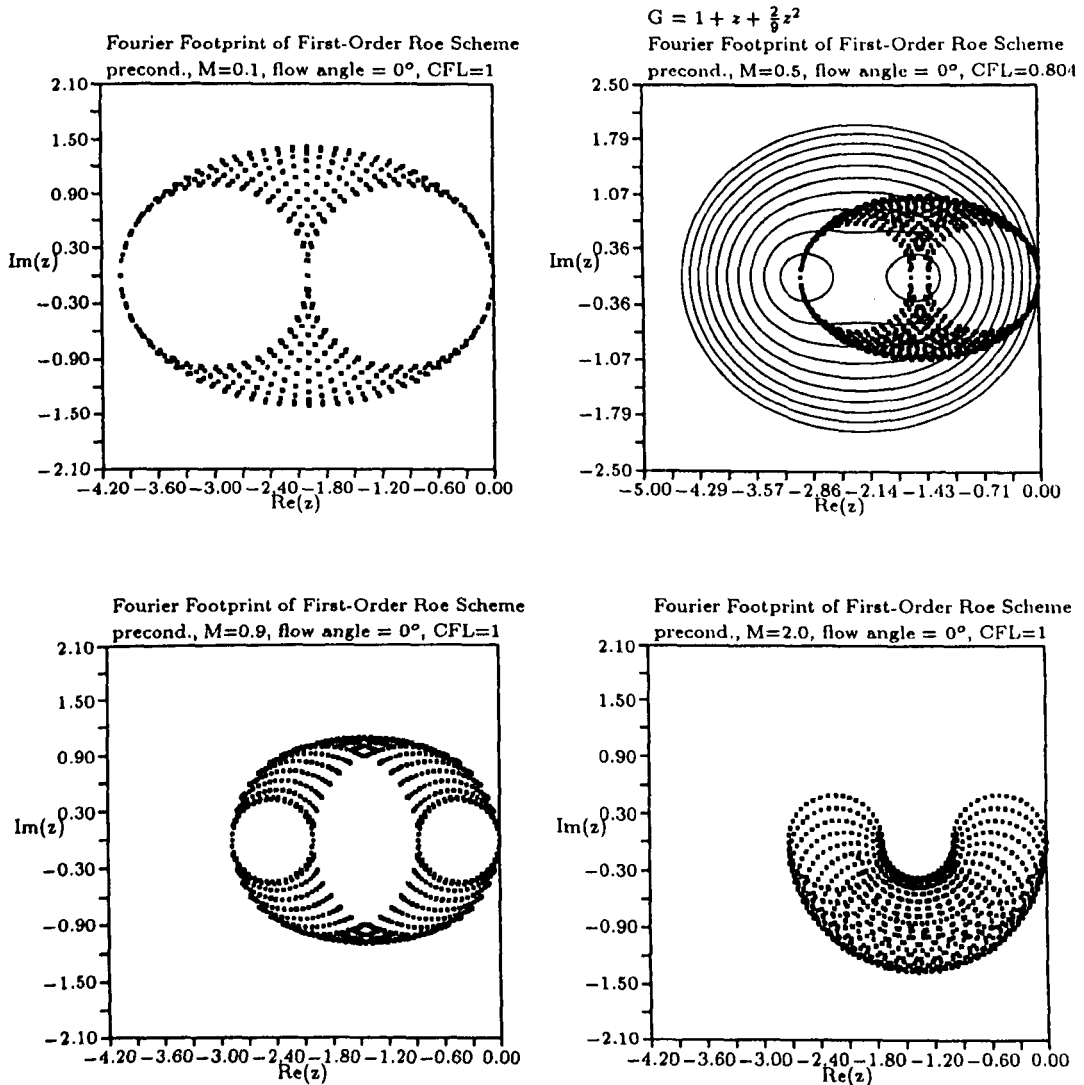 Fourier Footprint of First-Order Roe Scheme
precond., M=0.1, flow angle = 0°, CFL=1
2.10
1.50
0.90
0.30
Im(z)
−0.30
−0.90
−1.50
−2.10
−4.20 −3.60 −3.00 −2.40 −1.80 −1.20 −0.60 0.00
Re(z)
G = 1 + z + 2/9 z²
Fourier Footprint of First-Order Roe Scheme
precond., M=0.5, flow angle = 0°, CFL=0.804
2.50
1.79
1.07
0.36
Im(z)
−0.36
−1.07
−1.79
−2.50
−5.00 −4.29 −3.57 −2.86 −2.14 −1.43 −0.71 0.00
Re(z)
Fourier Footprint of First-Order Roe Scheme
precond., M=0.9, flow angle = 0°, CFL=1
2.10
1.50
0.90
0.30
Im(z)
−0.30
−0.90
−1.50
−2.10
−4.20 −3.60 −3.00 −2.40 −1.80 −1.20 −0.60 0.00
Re(z)
Fourier Footprint of First-Order Roe Scheme
precond., M=2.0, flow angle = 0°, CFL=1
2.10
1.50
0.90
0.30
Im(z)
−0.30
−0.90
−1.50
−2.10
−4.20 −3.60 −3.00 −2.40 −1.80 −1.20 −0.60 0.00
Re(z)